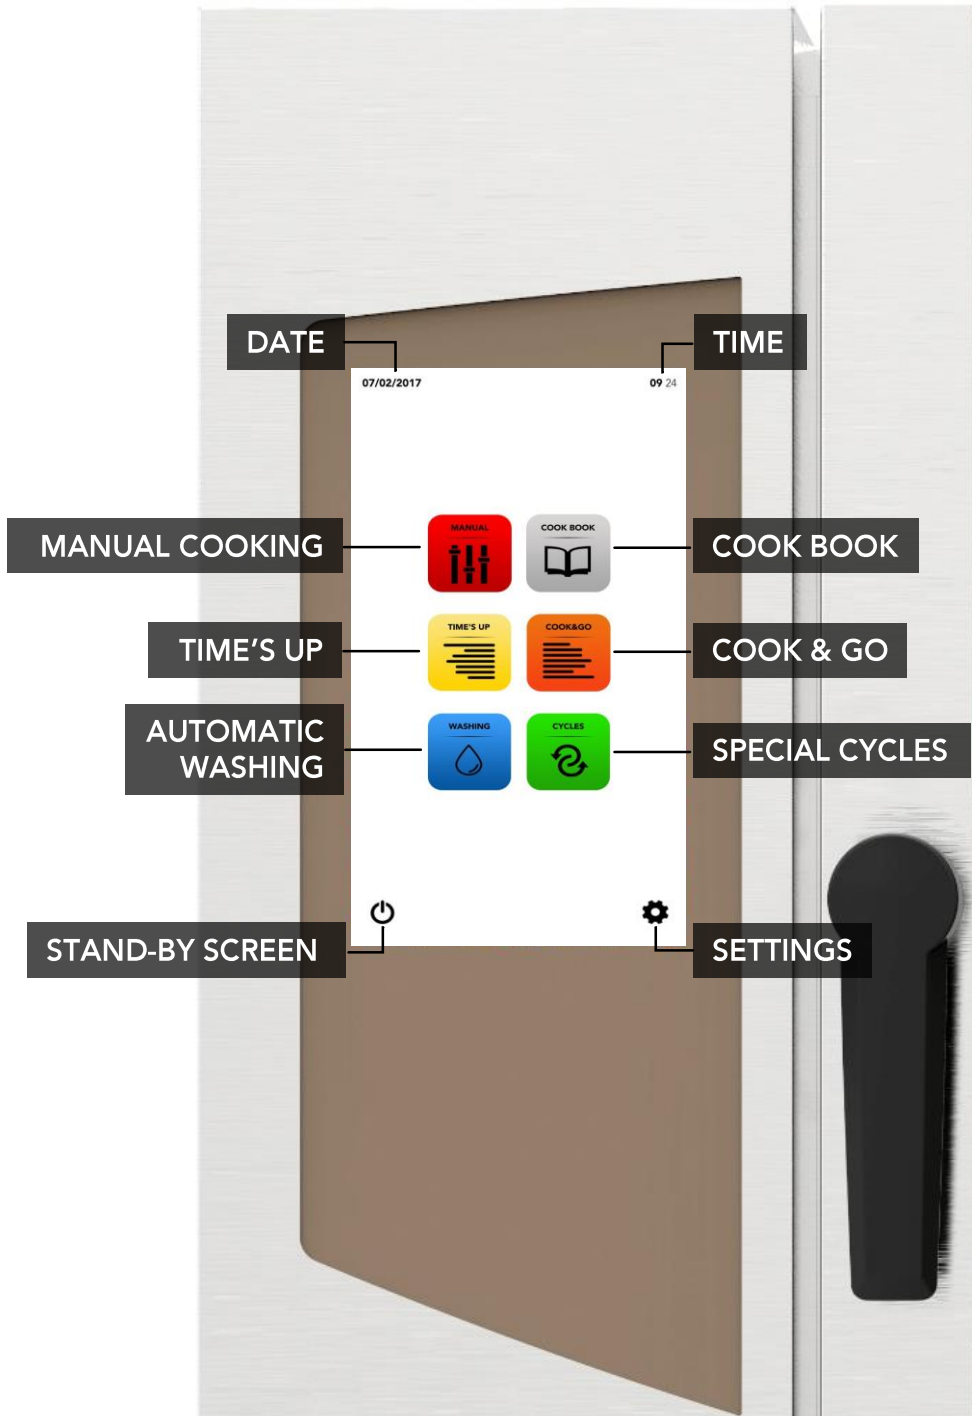 DATE
TIME
07/02/2017
09 24
MANUAL COOKING
MANUAL
COOK BOOK
COOK BOOK
TIME'S UP
TIME'S UP
COOK&GO
COOK & GO
AUTOMATIC
WASHING
WASHING
CYCLES
SPECIAL CYCLES
STAND-BY SCREEN
SETTINGS